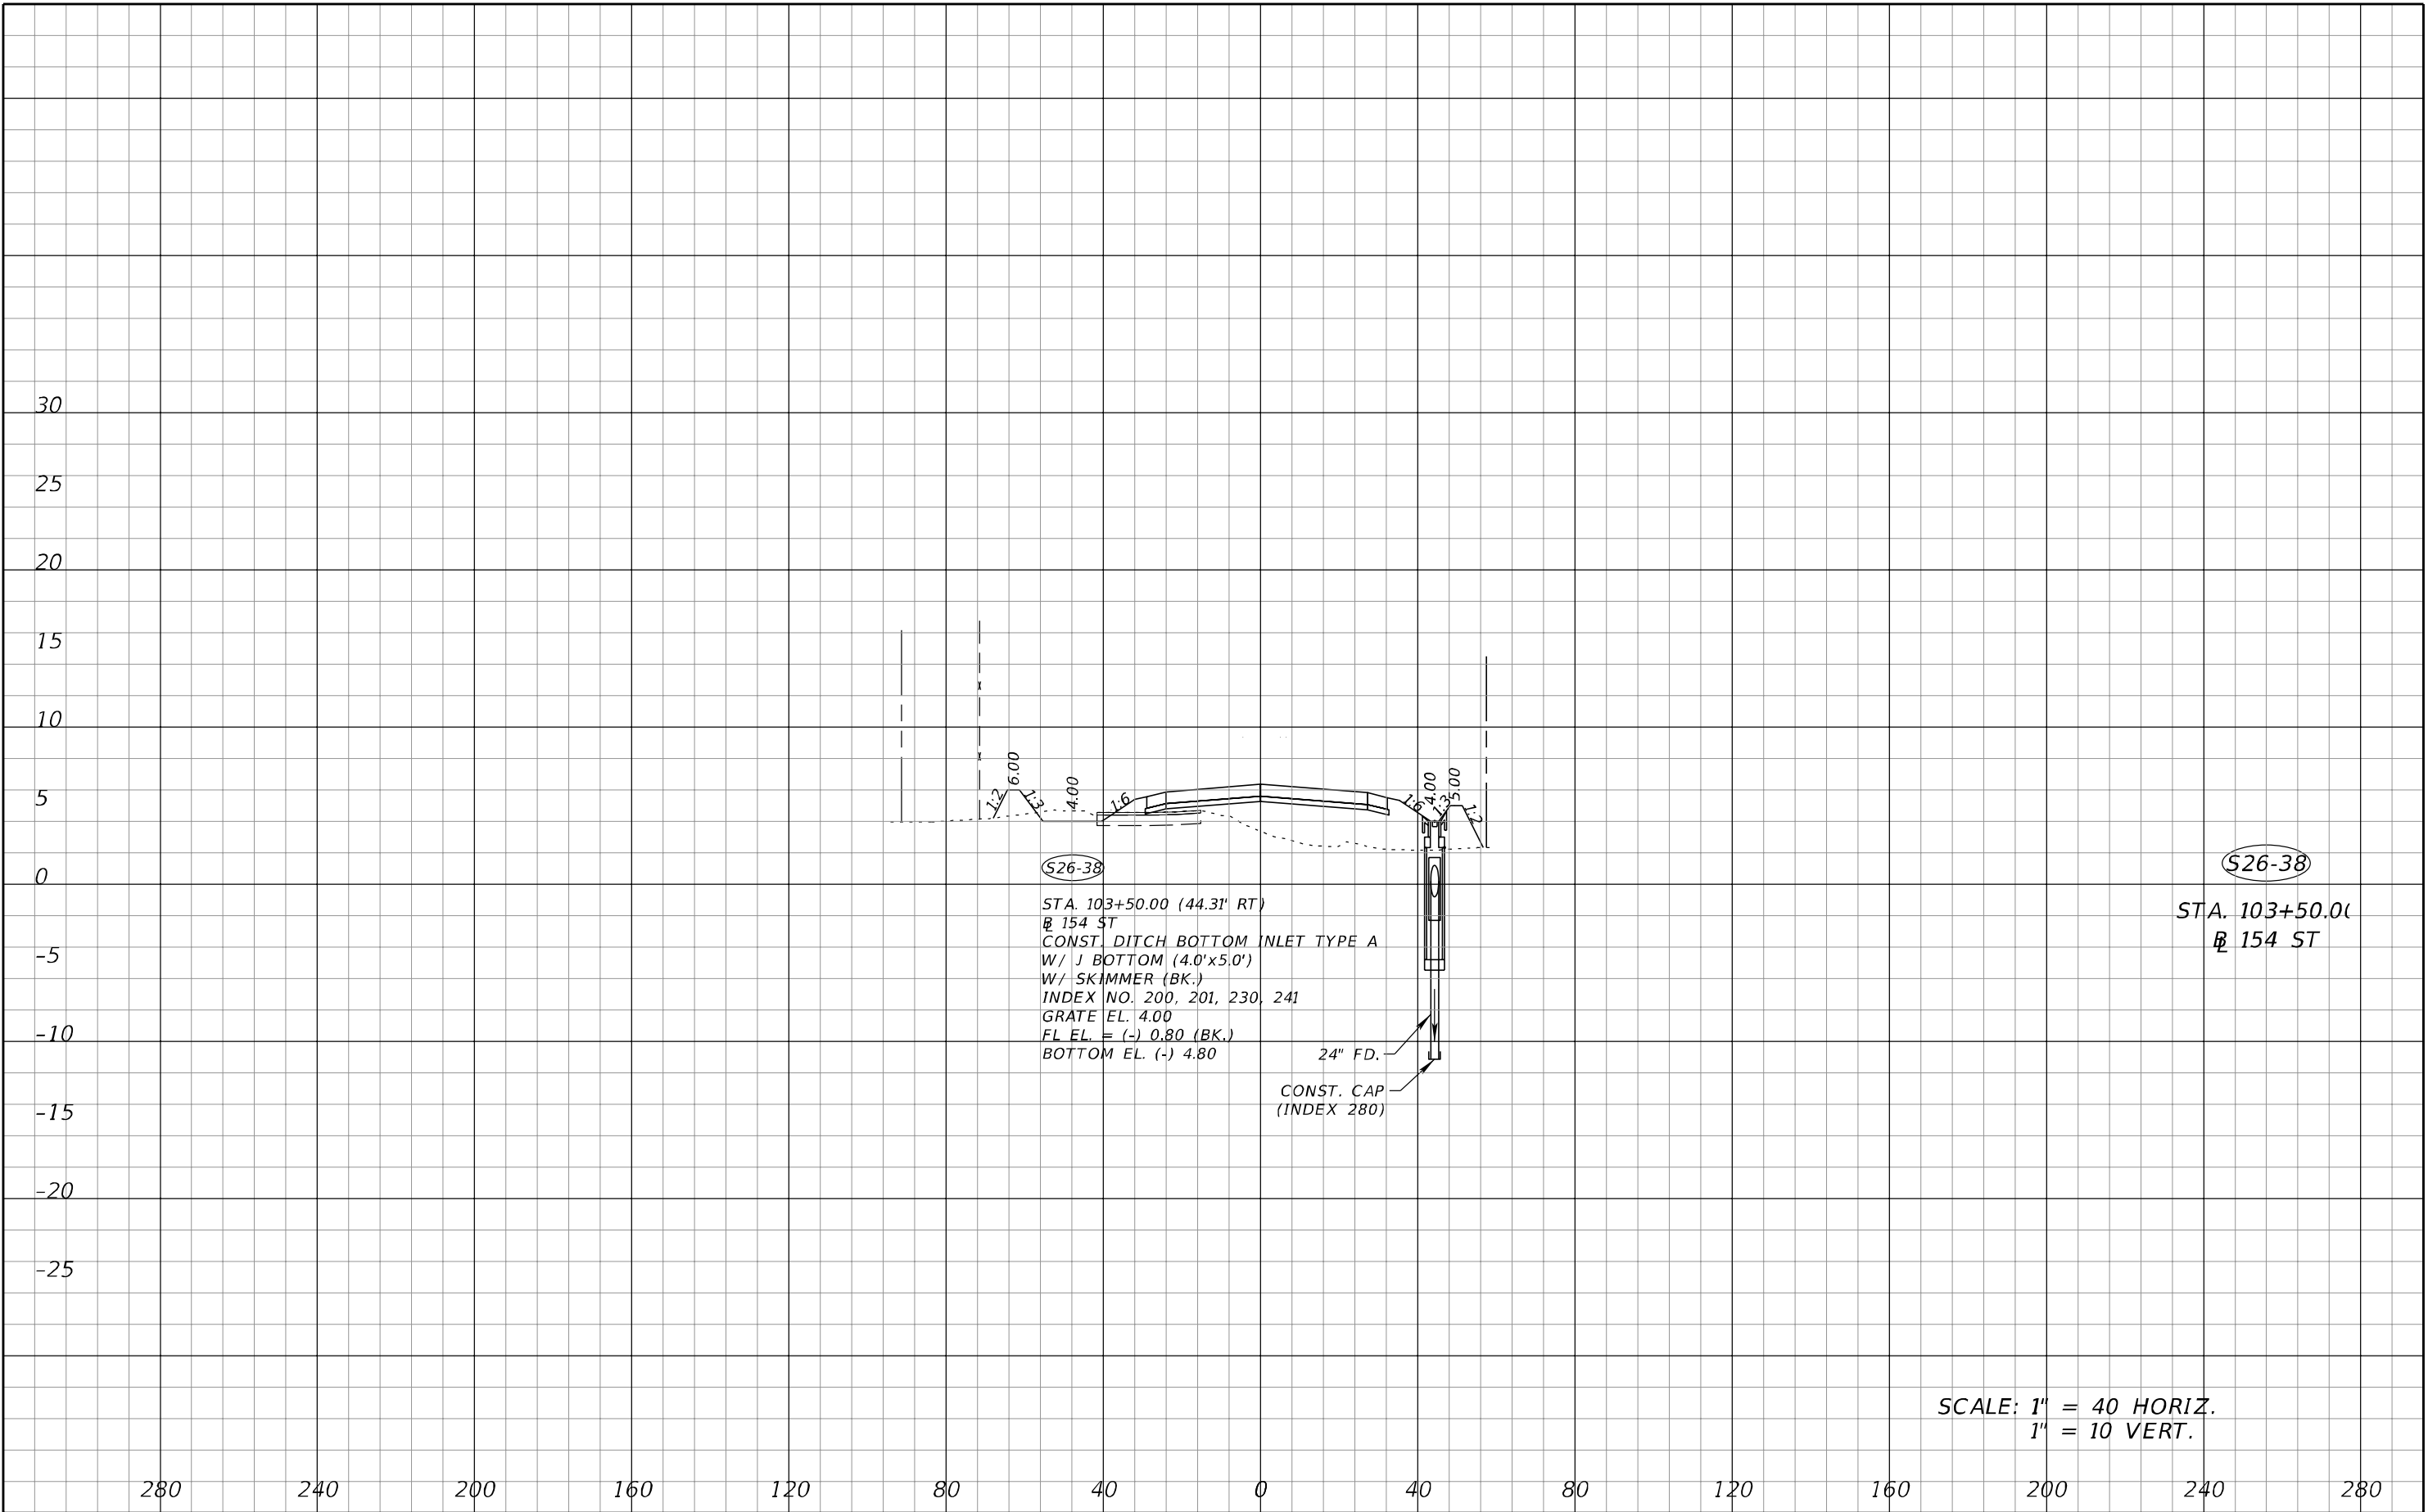 30
25
20
15
10
5
0
-5
-10
-15
-20
-25
1:2
6.00
1:3
4.00
1:6
1:6
4.00
1:3
5.00
1:2
S26-38
STA. 103+50.00 (44.31' RT)
BL 154 ST
CONST. DITCH BOTTOM INLET TYPE A
W/ J BOTTOM (4.0'x5.0')
W/ SKIMMER (BK.)
INDEX NO. 200, 201, 230, 241
GRATE EL. 4.00
FL EL. = (-) 0.80 (BK.)
BOTTOM EL. (-) 4.80
24" FD.
CONST. CAP
(INDEX 280)
S26-38
STA. 103+50.0(
BL 154 ST
SCALE: 1" = 40 HORIZ.
1" = 10 VERT.
280 240 200 160 120 80 40 0 40 80 120 160 200 240 280